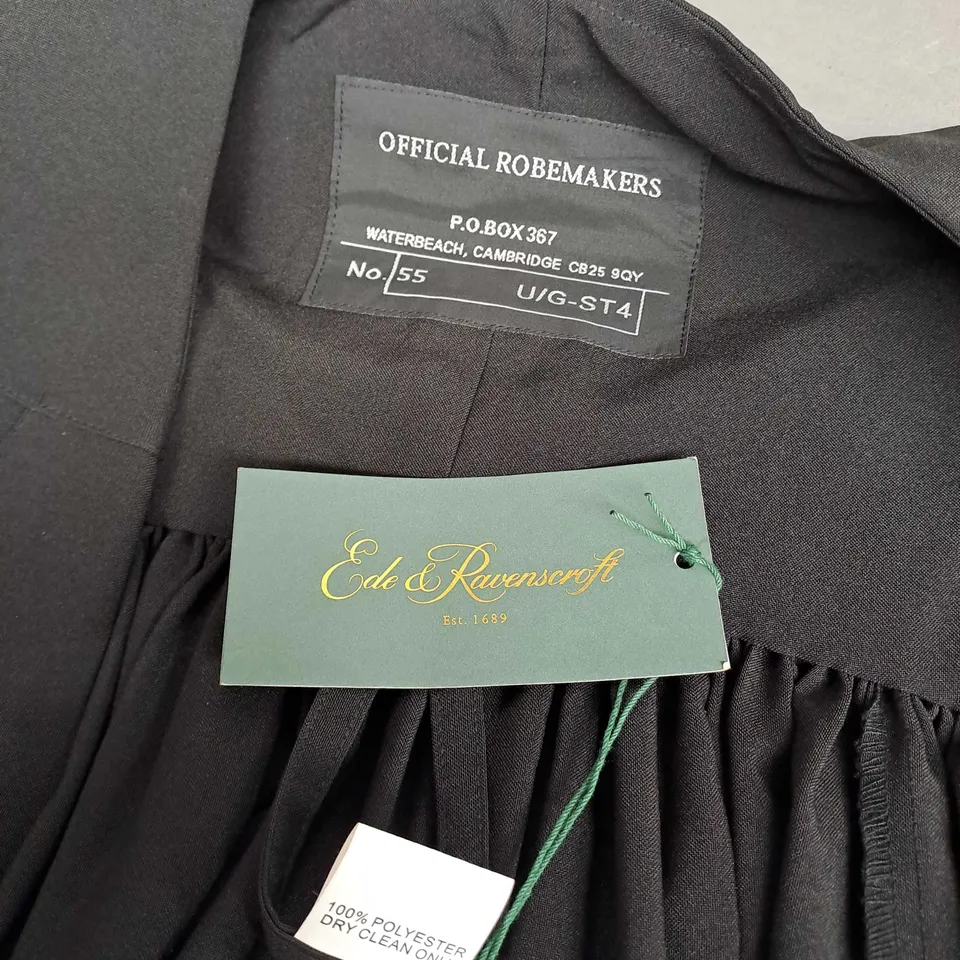 OFFICIAL ROBEMAKERS
P.O.BOX 367
WATERBEACH, CAMBRIDGE CB25 9QY
No. 55 U/G-ST4
Ede & Ravenscroft
Est. 1689
100% POLYESTER
DRY CLEAN ONLY